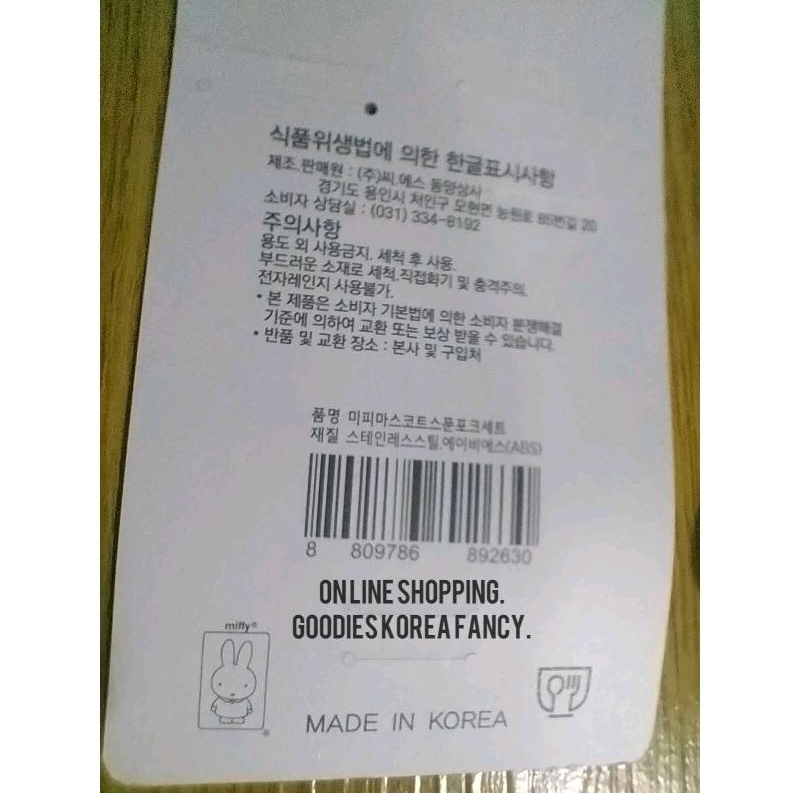 식품위생법에 의한 한글표시사항
제조.판매원 : (주)씨.에스 동양상사
경기도 용인시 처인구 모현면 능원로 85번길 20
소비자 상담실 : (031) 334-8192
주의사항
용도 외 사용금지. 세척 후 사용.
부드러운 소재로 세척.직접화기 및 충격주의.
전자레인지 사용불가.
* 본 제품은 소비자 기본법에 의한 소비자 분쟁해결
기준에 의하여 교환 또는 보상 받을 수 있습니다.
* 반품 및 교환 장소 : 본사 및 구입처
품명 미피마스코트스푼포크세트
재질 스테인레스스틸,에이비에스(ABS)
8 809786 892630
ONLINE SHOPPING.
GOODIES KOREA FANCY.
miffy®
MADE IN KOREA